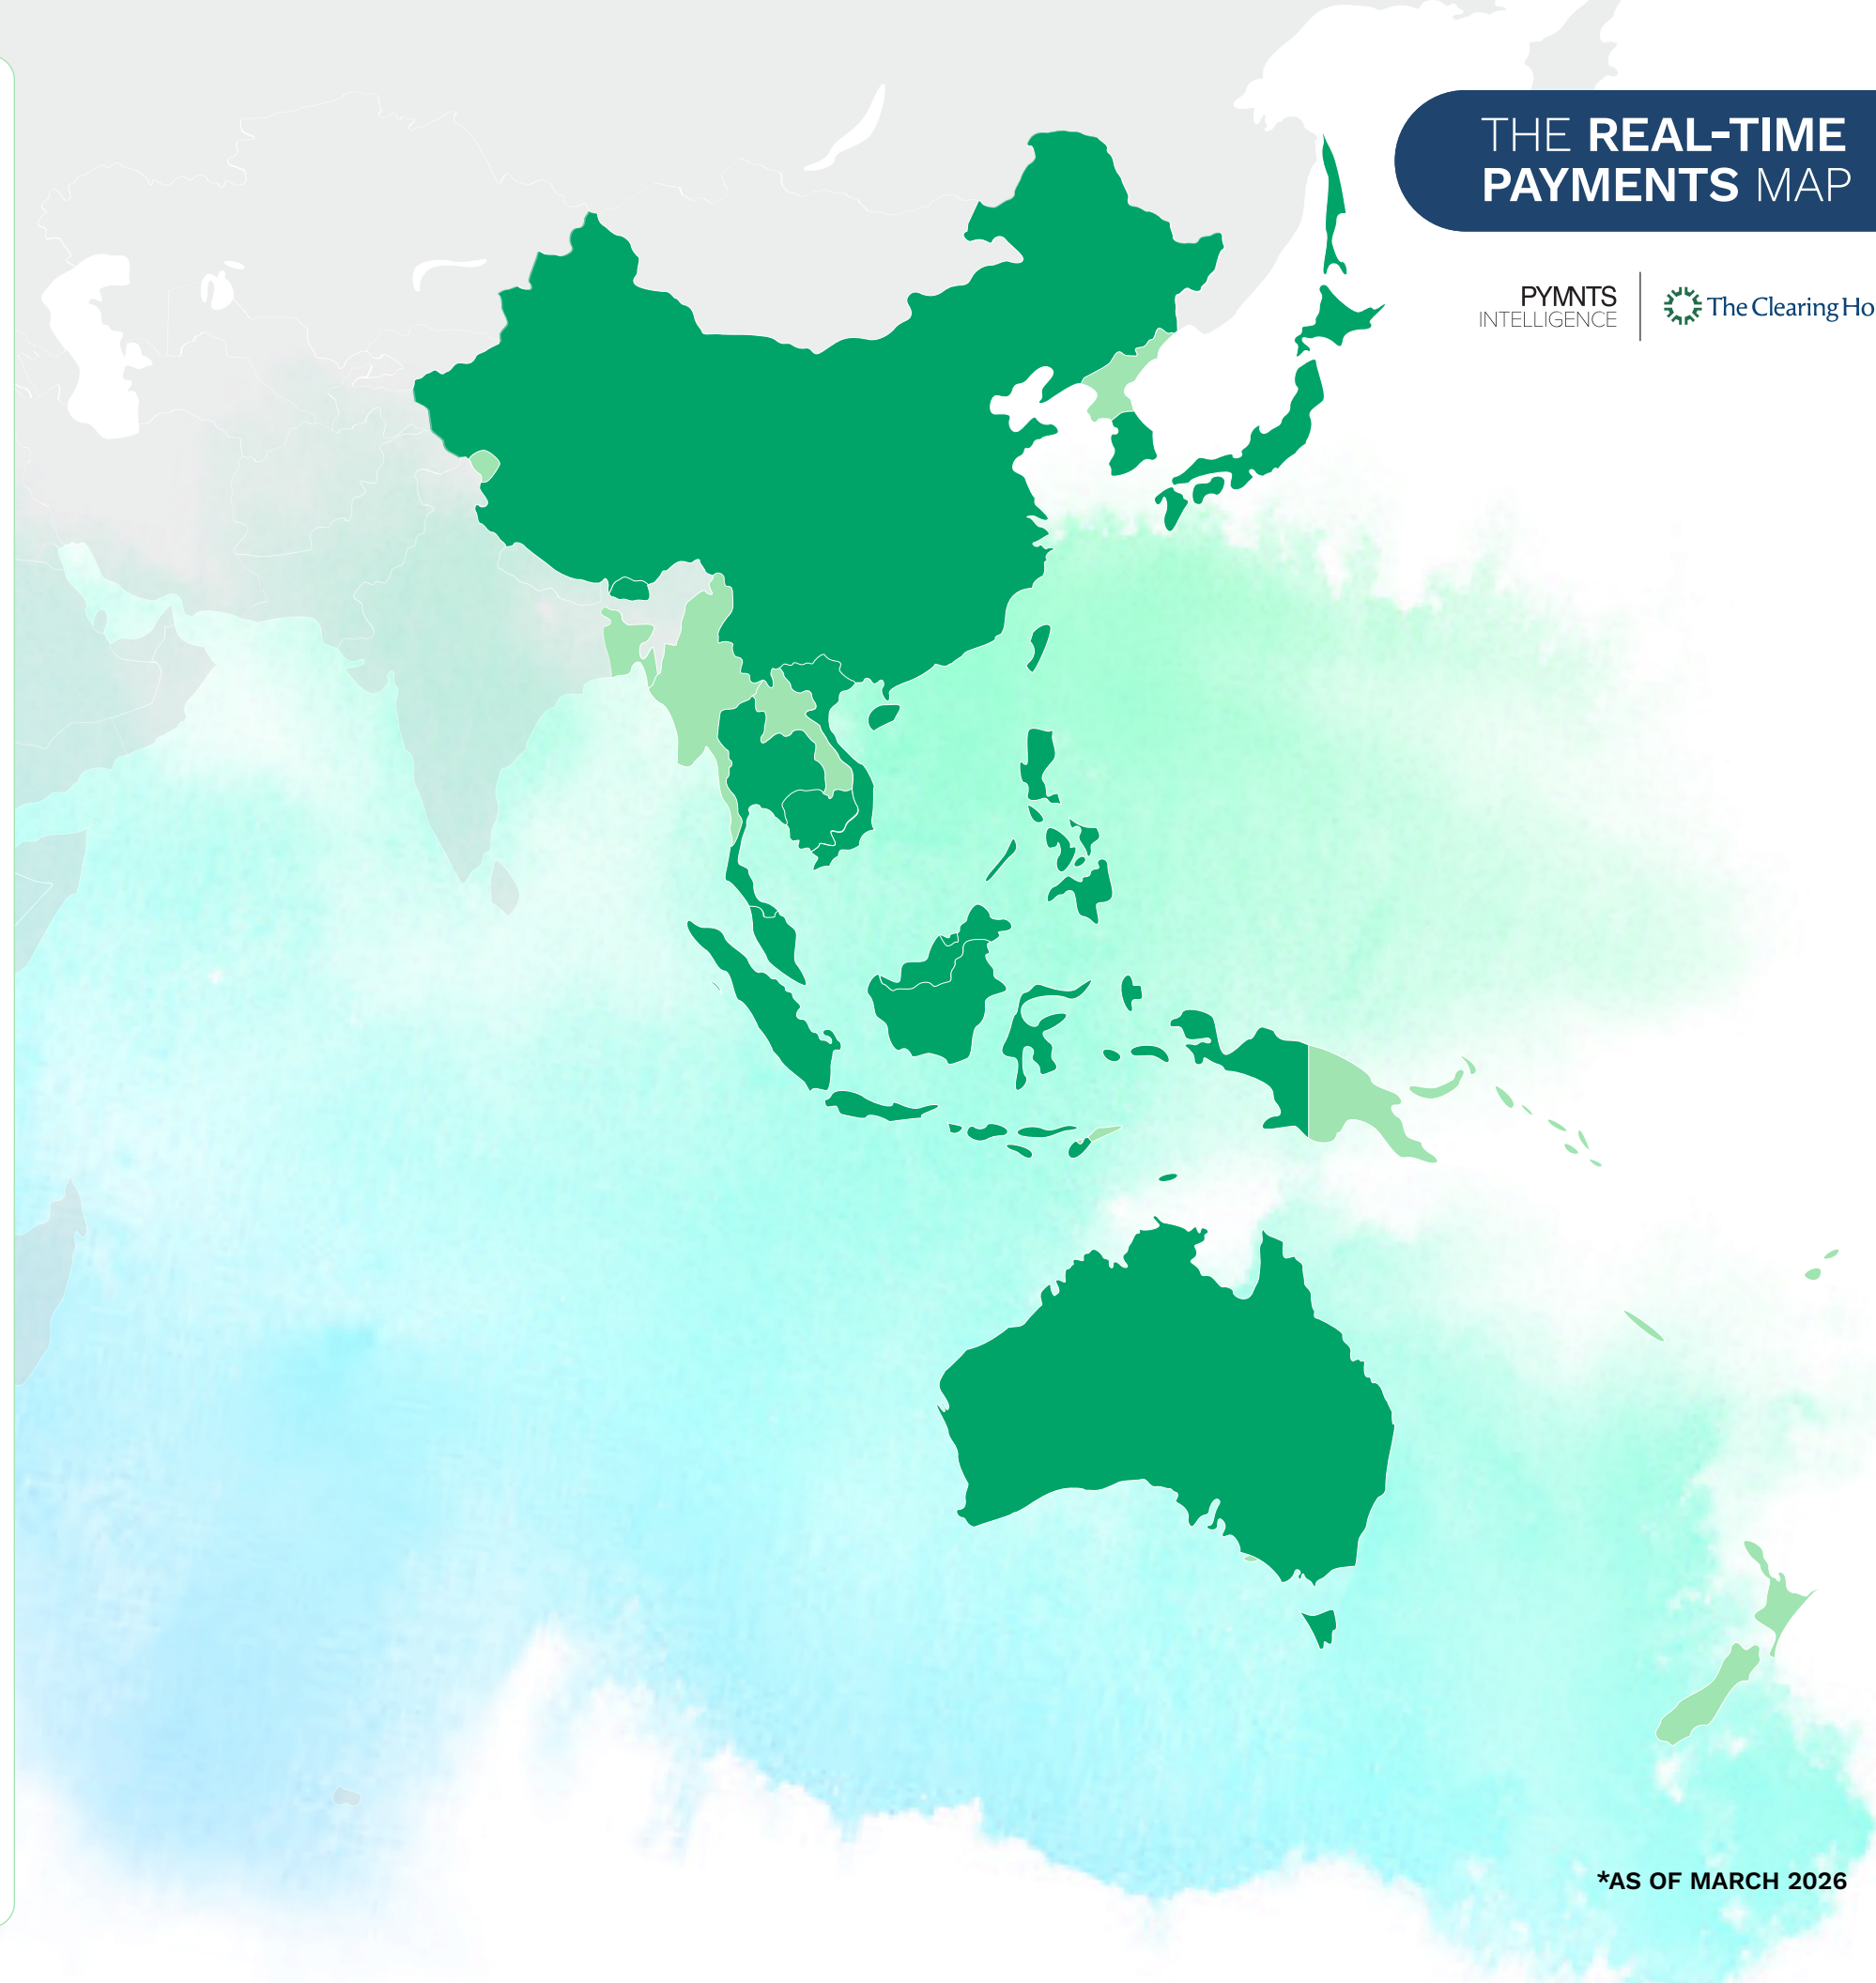 THE REAL-TIME
PAYMENTS MAP
PYMNTS
INTELLIGENCE
The Clearing Ho
*AS OF MARCH 2026